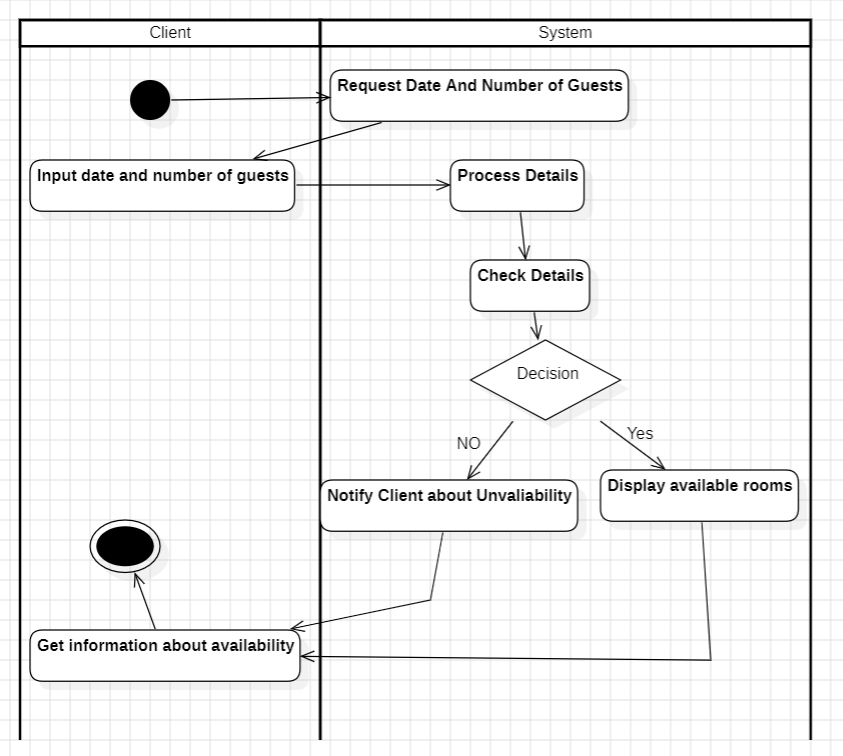 Client
System
Request Date And Number of Guests
Input date and number of guests
Process Details
Check Details
Decision
NO
Yes
Notify Client about Unvaliability
Display available rooms
Get information about availability